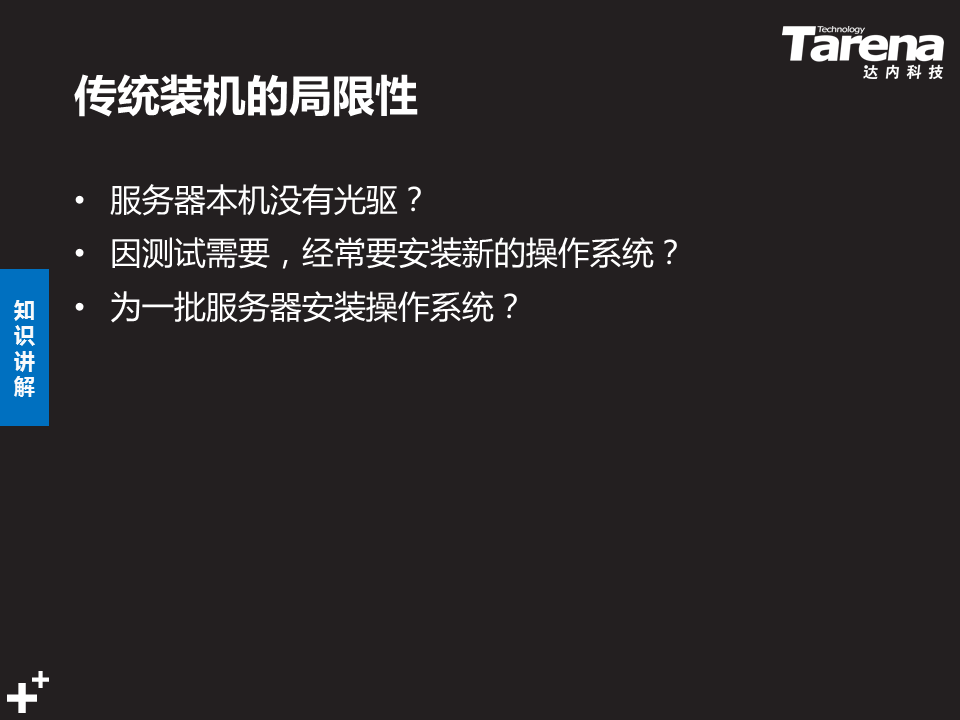 Technology
Tarena
达内科技
传统装机的局限性
• 服务器本机没有光驱？
• 因测试需要，经常要安装新的操作系统？
• 为一批服务器安装操作系统？
知
识
讲
解